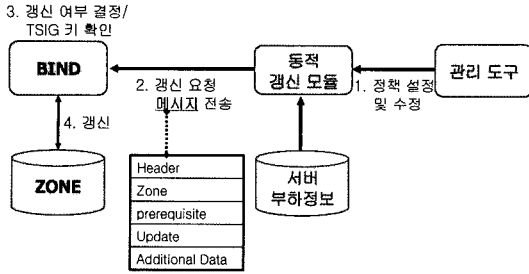 3. 갱신 여부 결정/
TSIG 키 확인
BIND
2. 갱신 요청
메시지 전송
동적
갱신 모듈
1. 정책 설정
및 수정
관리 도구
4. 갱신
ZONE
Header
Zone
prerequisite
Update
Additional Data
서버
부하정보